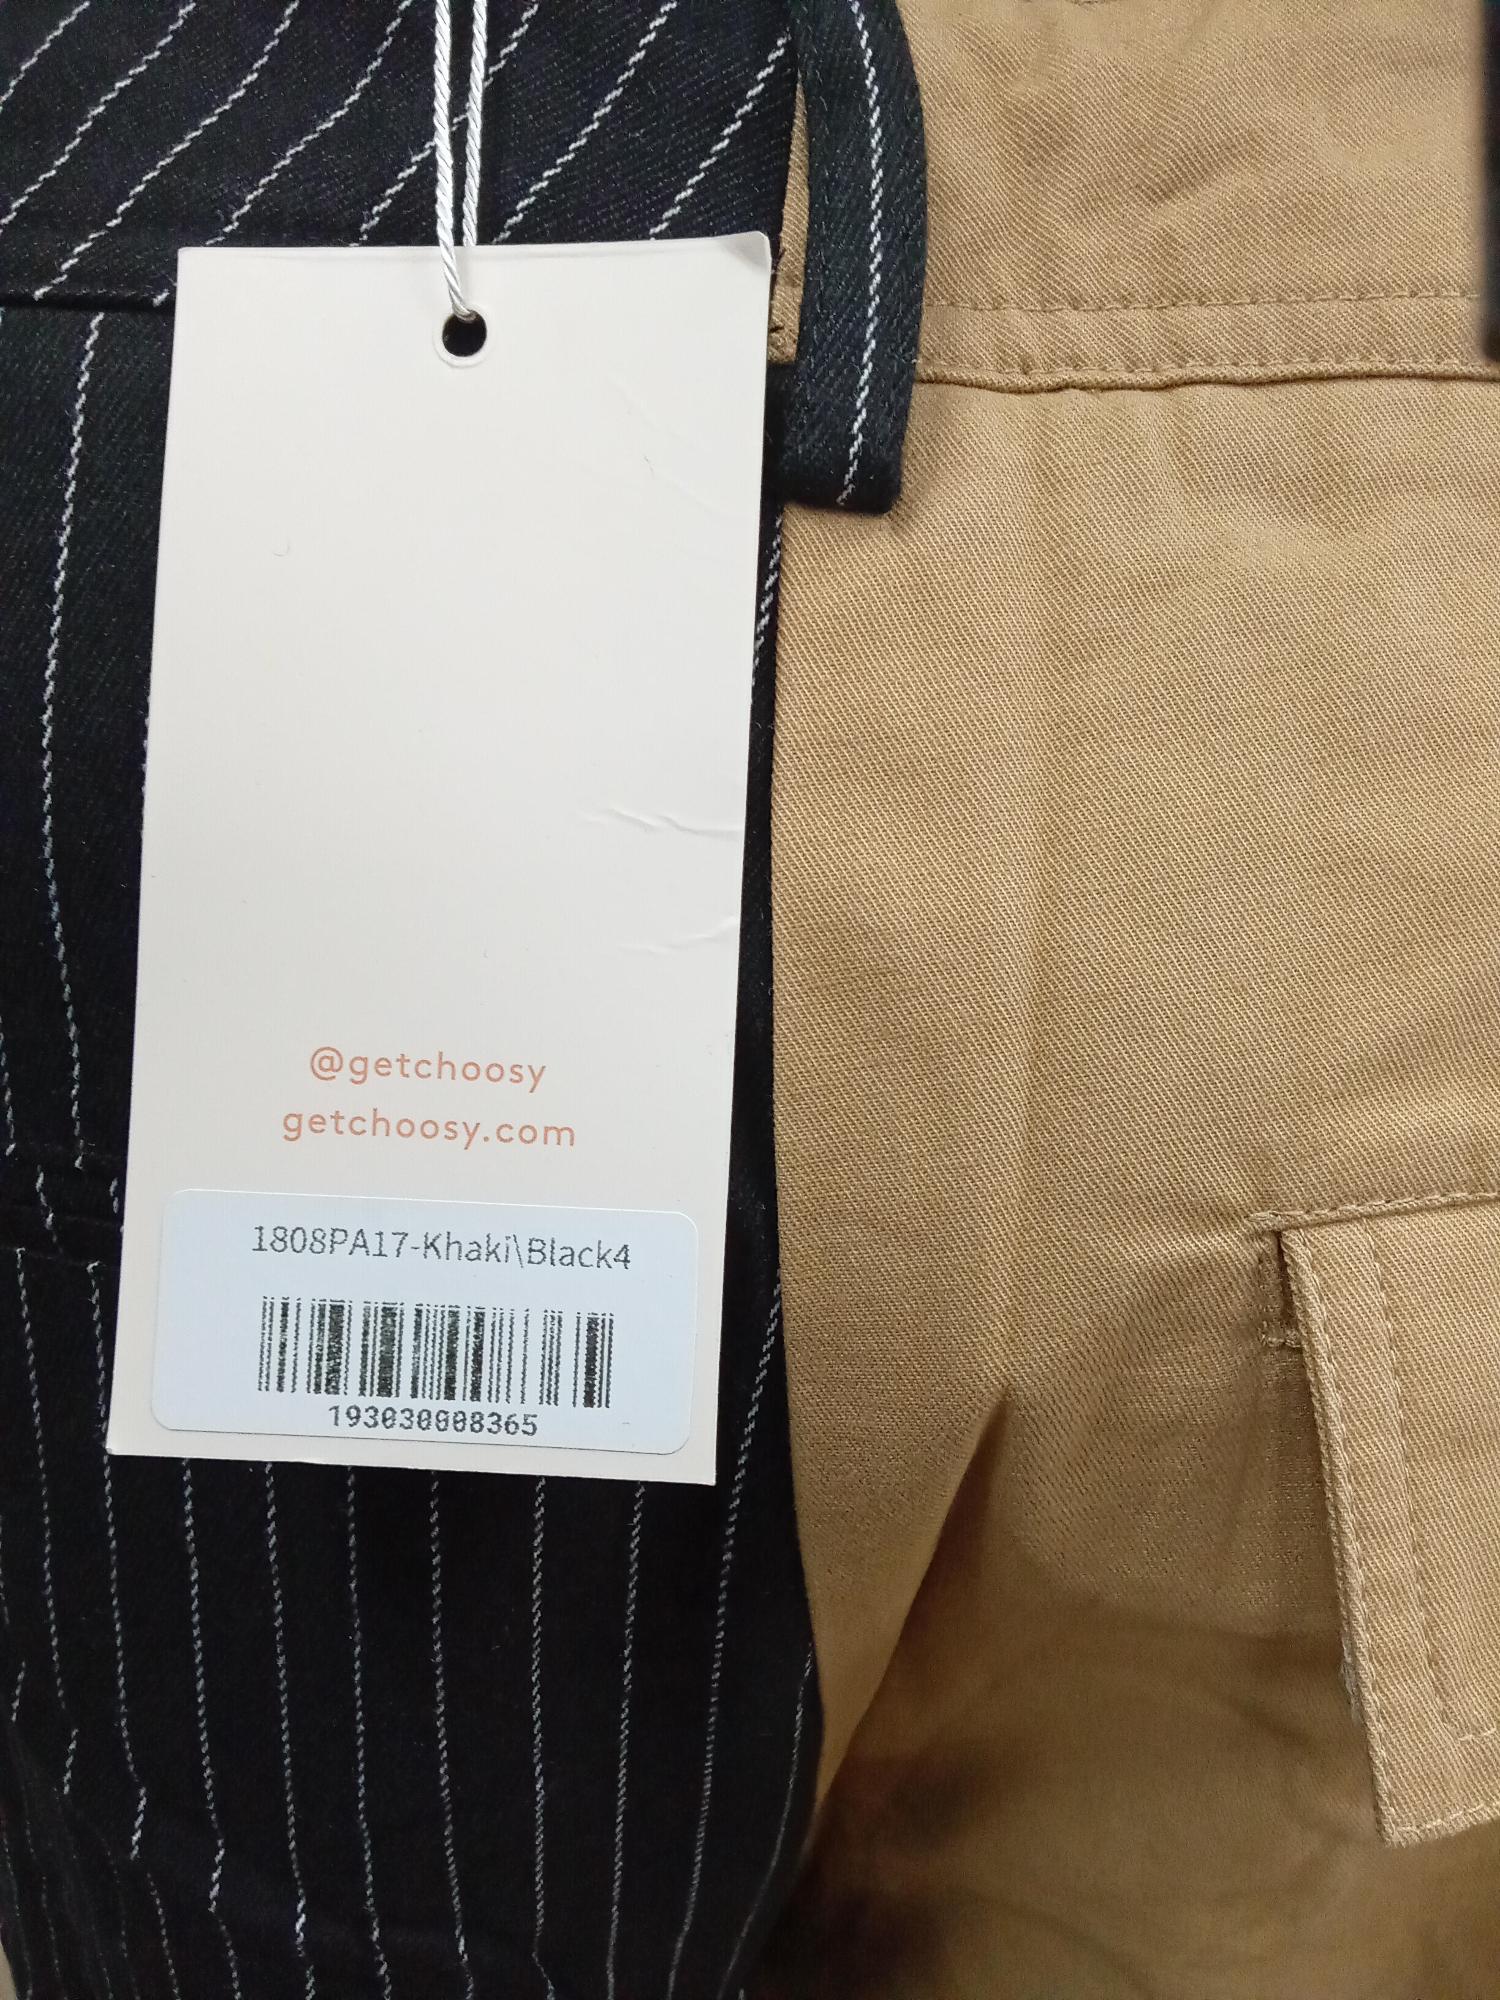 @getchoosy
getchoosy.com
1808PA17-Khaki\Black4
193030008365